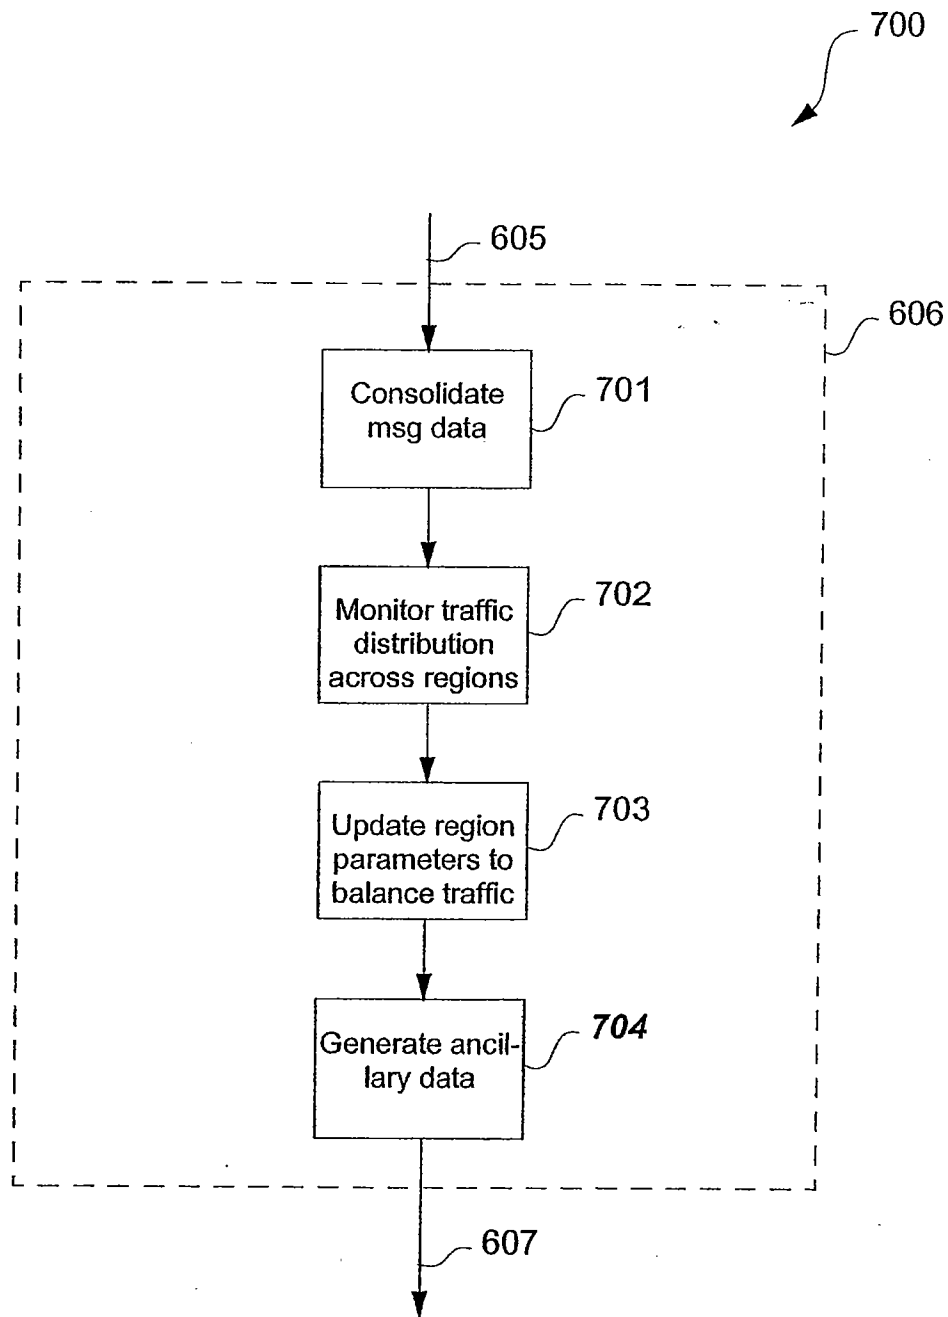 700
605
606
Consolidate
msg data
701
Monitor traffic
distribution
across regions
702
Update region
parameters to
balance traffic
703
Generate ancil-
lary data
704
607